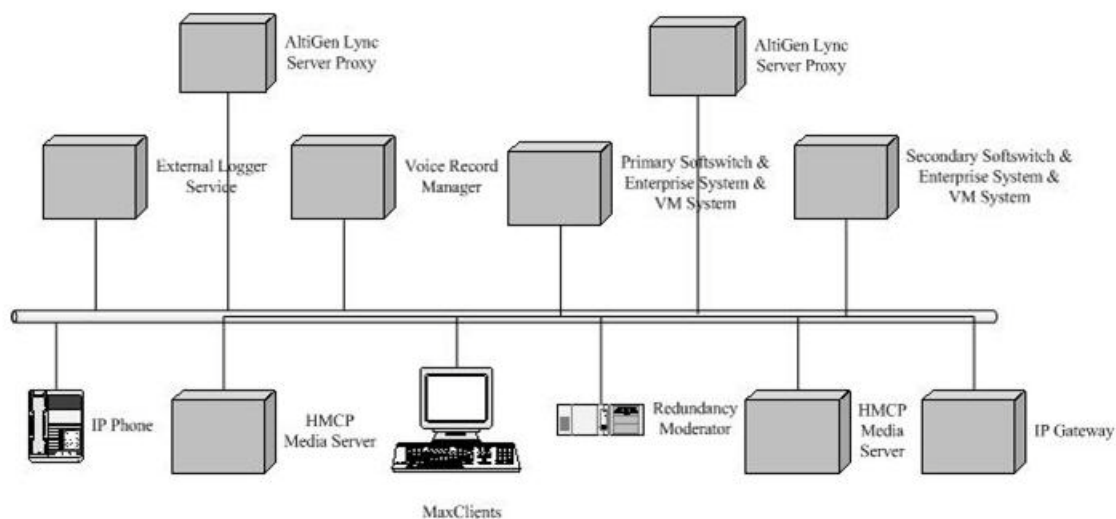 AltiGen Lync
Server Proxy
AltiGen Lync
Server Proxy
External Logger
Service
Voice Record
Manager
Primary Softswitch &
Enterprise System &
VM System
Secondary Softswitch &
Enterprise System &
VM System
IP Phone
HMCP
Media Server
MaxClients
Redundancy
Moderator
HMCP
Media
Server
IP Gateway